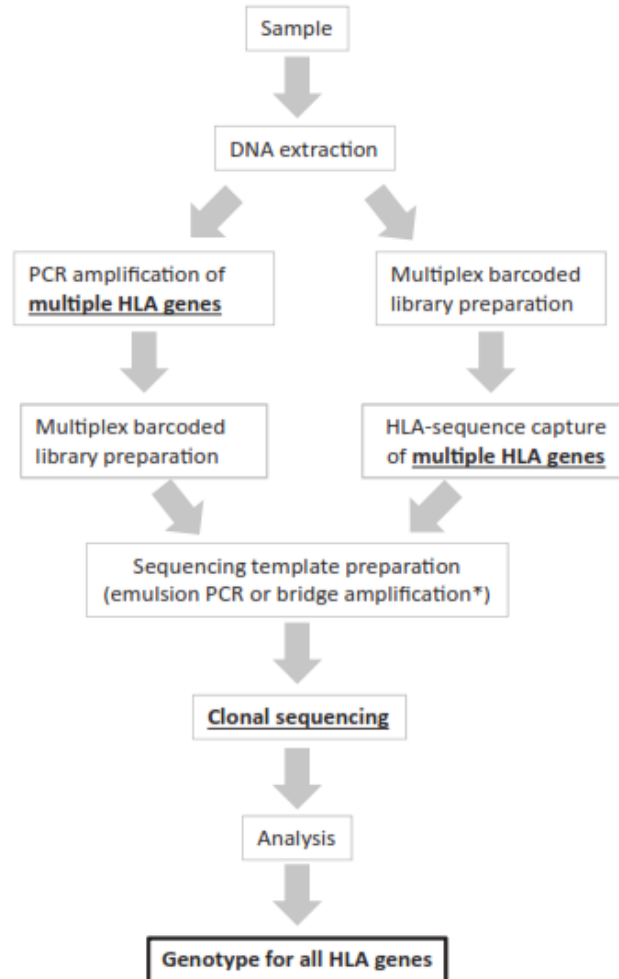 Sample
DNA extraction
PCR amplification of
multiple HLA genes
Multiplex barcoded
library preparation
Multiplex barcoded
library preparation
HLA-sequence capture
of multiple HLA genes
Sequencing template preparation
(emulsion PCR or bridge amplification*)
Clonal sequencing
Analysis
Genotype for all HLA genes